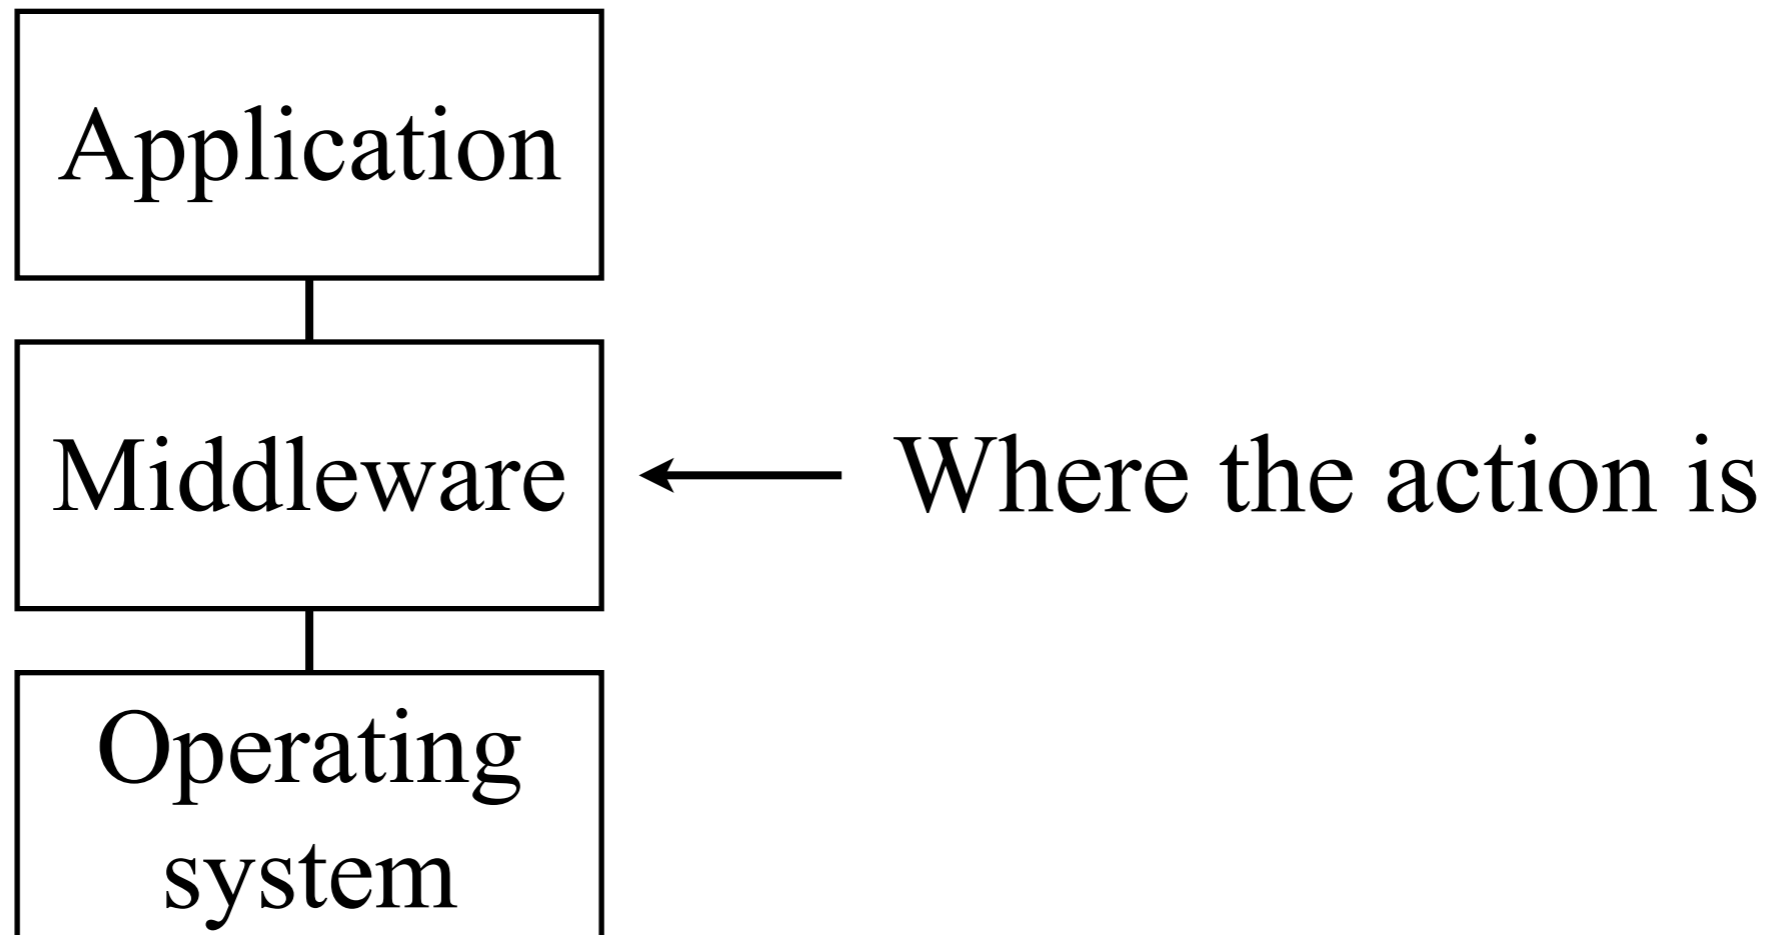 Application
Middleware
Where the action is
Operating
system